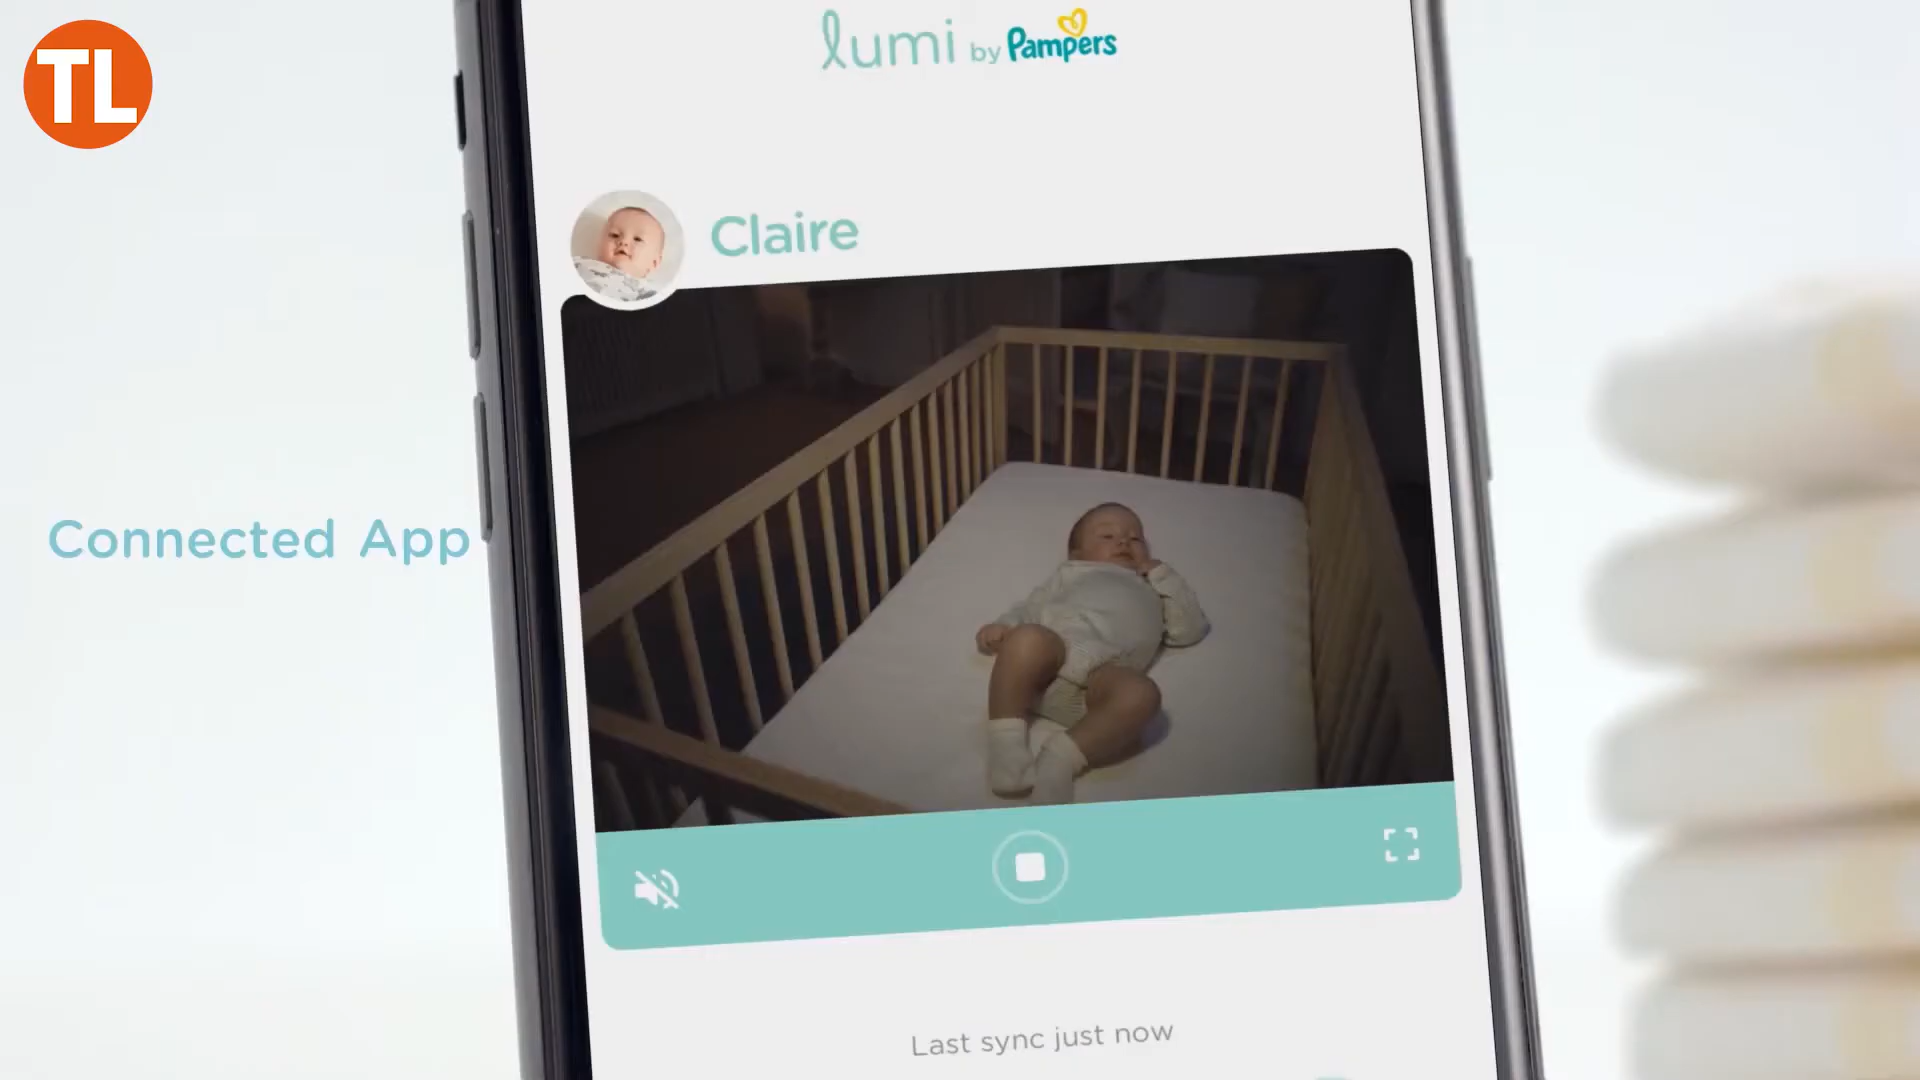 TL
lumi by Pampers
Claire
Connected App
Last sync just now